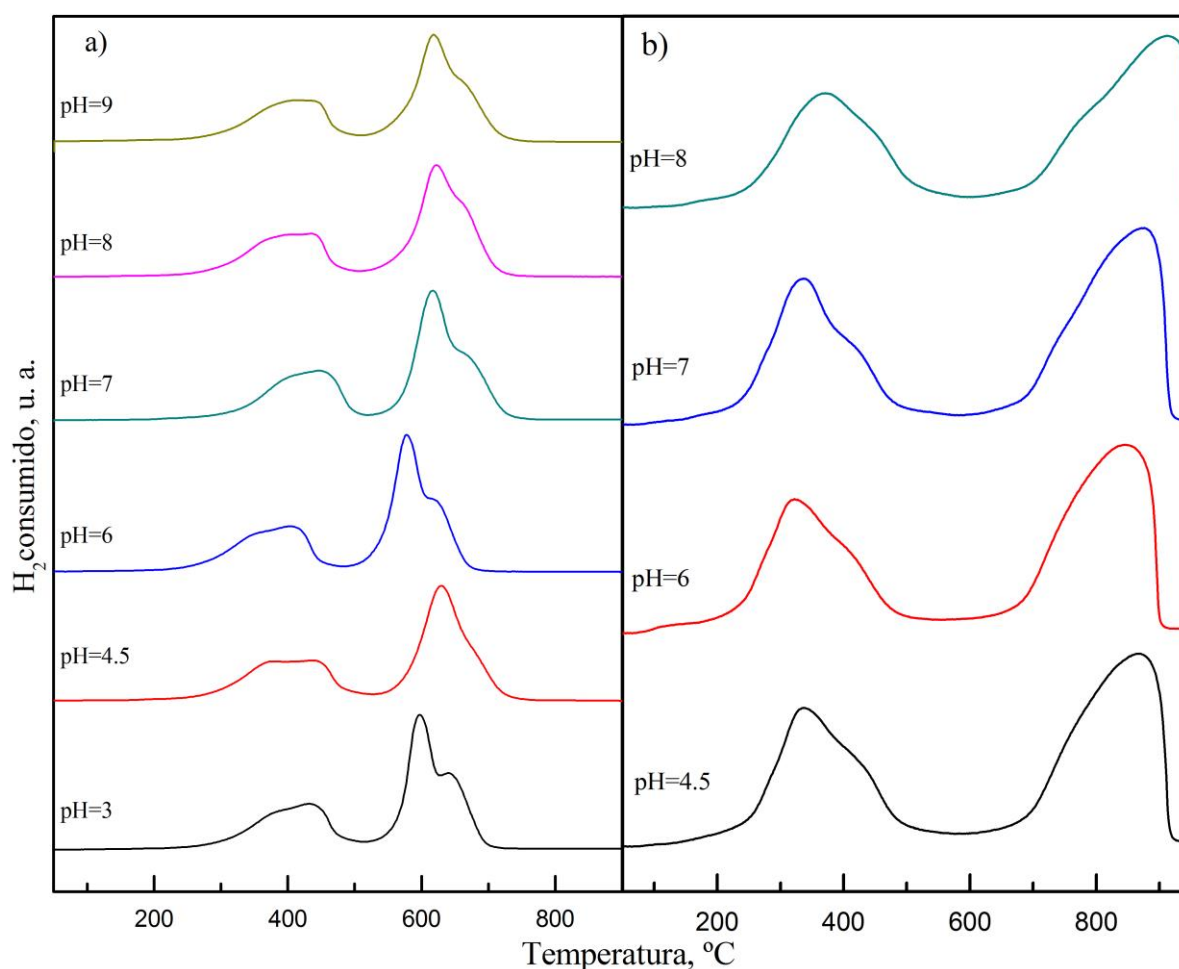 a)
pH=9
pH=8
pH=7
pH=6
pH=4.5
pH=3
b)
pH=8
pH=7
pH=6
pH=4.5
H₂consumido, u. a.
200 400 600 800
200 400 600 800
Temperatura, ºC